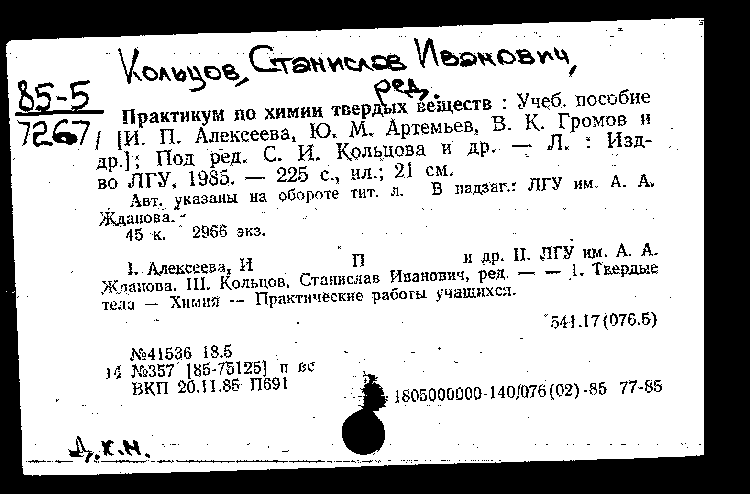 Кольцов, Станислав Иванович,
ред.
85-5
7267
Практикум по химии твердых веществ : Учеб. пособие
/ [И. П. Алексеева, Ю. М. Артемьев, В. К. Громов и
др.]; Под ред. С. И. Кольцова и др. — Л. : Изд-
во ЛГУ, 1985. — 225 с., ил.; 21 см.
Авт. указаны на обороте тит. л. В надзаг.: ЛГУ им. А. А.
Жданова.
45 к. 2966 экз.
I. Алексеева, И П и др. II. ЛГУ им. А. А.
Жданова. III. Кольцов, Станислав Иванович, ред. — — 1. Твердые
тела — Химия — Практические работы учащихся.
541.17(076.5)
№41536 18.5
14 №357 [85-75125] п вс
ВКП 20.11.85 П691
1805000000-140/076(02)-85 77-85
Д.К.Н.